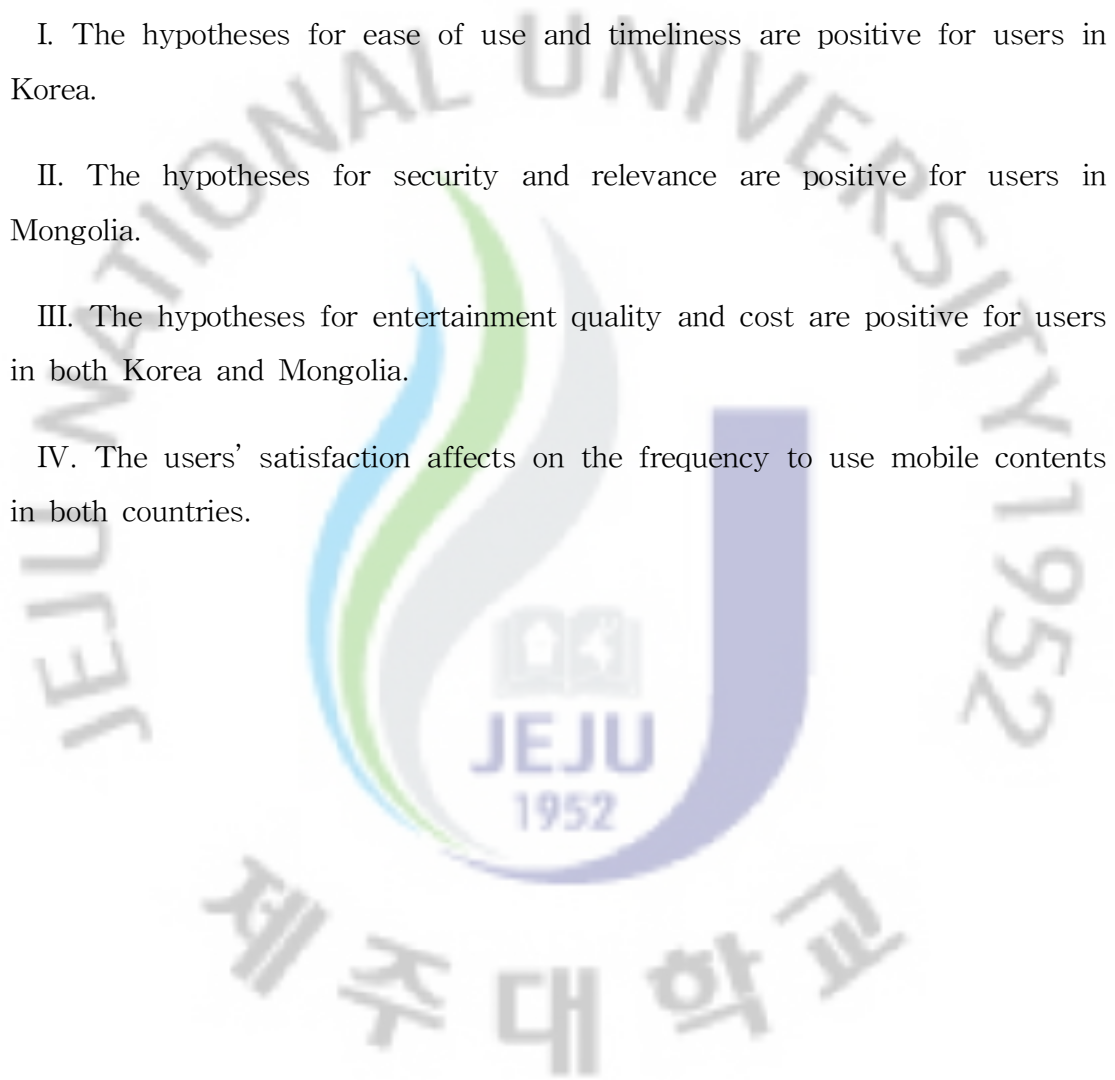 I. The hypotheses for ease of use and timeliness are positive for users in
Korea.
II. The hypotheses for security and relevance are positive for users in
Mongolia.
III. The hypotheses for entertainment quality and cost are positive for users
in both Korea and Mongolia.
IV. The users' satisfaction affects on the frequency to use mobile contents
in both countries.
JEJU NATIONAL UNIVERSITY 1952
JEJU
1952
제주대학교